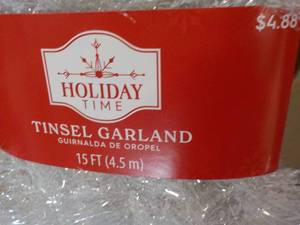 $4.88
HOLIDAY
TIME
TINSEL GARLAND
GUIRNALDA DE OROPEL
15 FT (4.5 m)